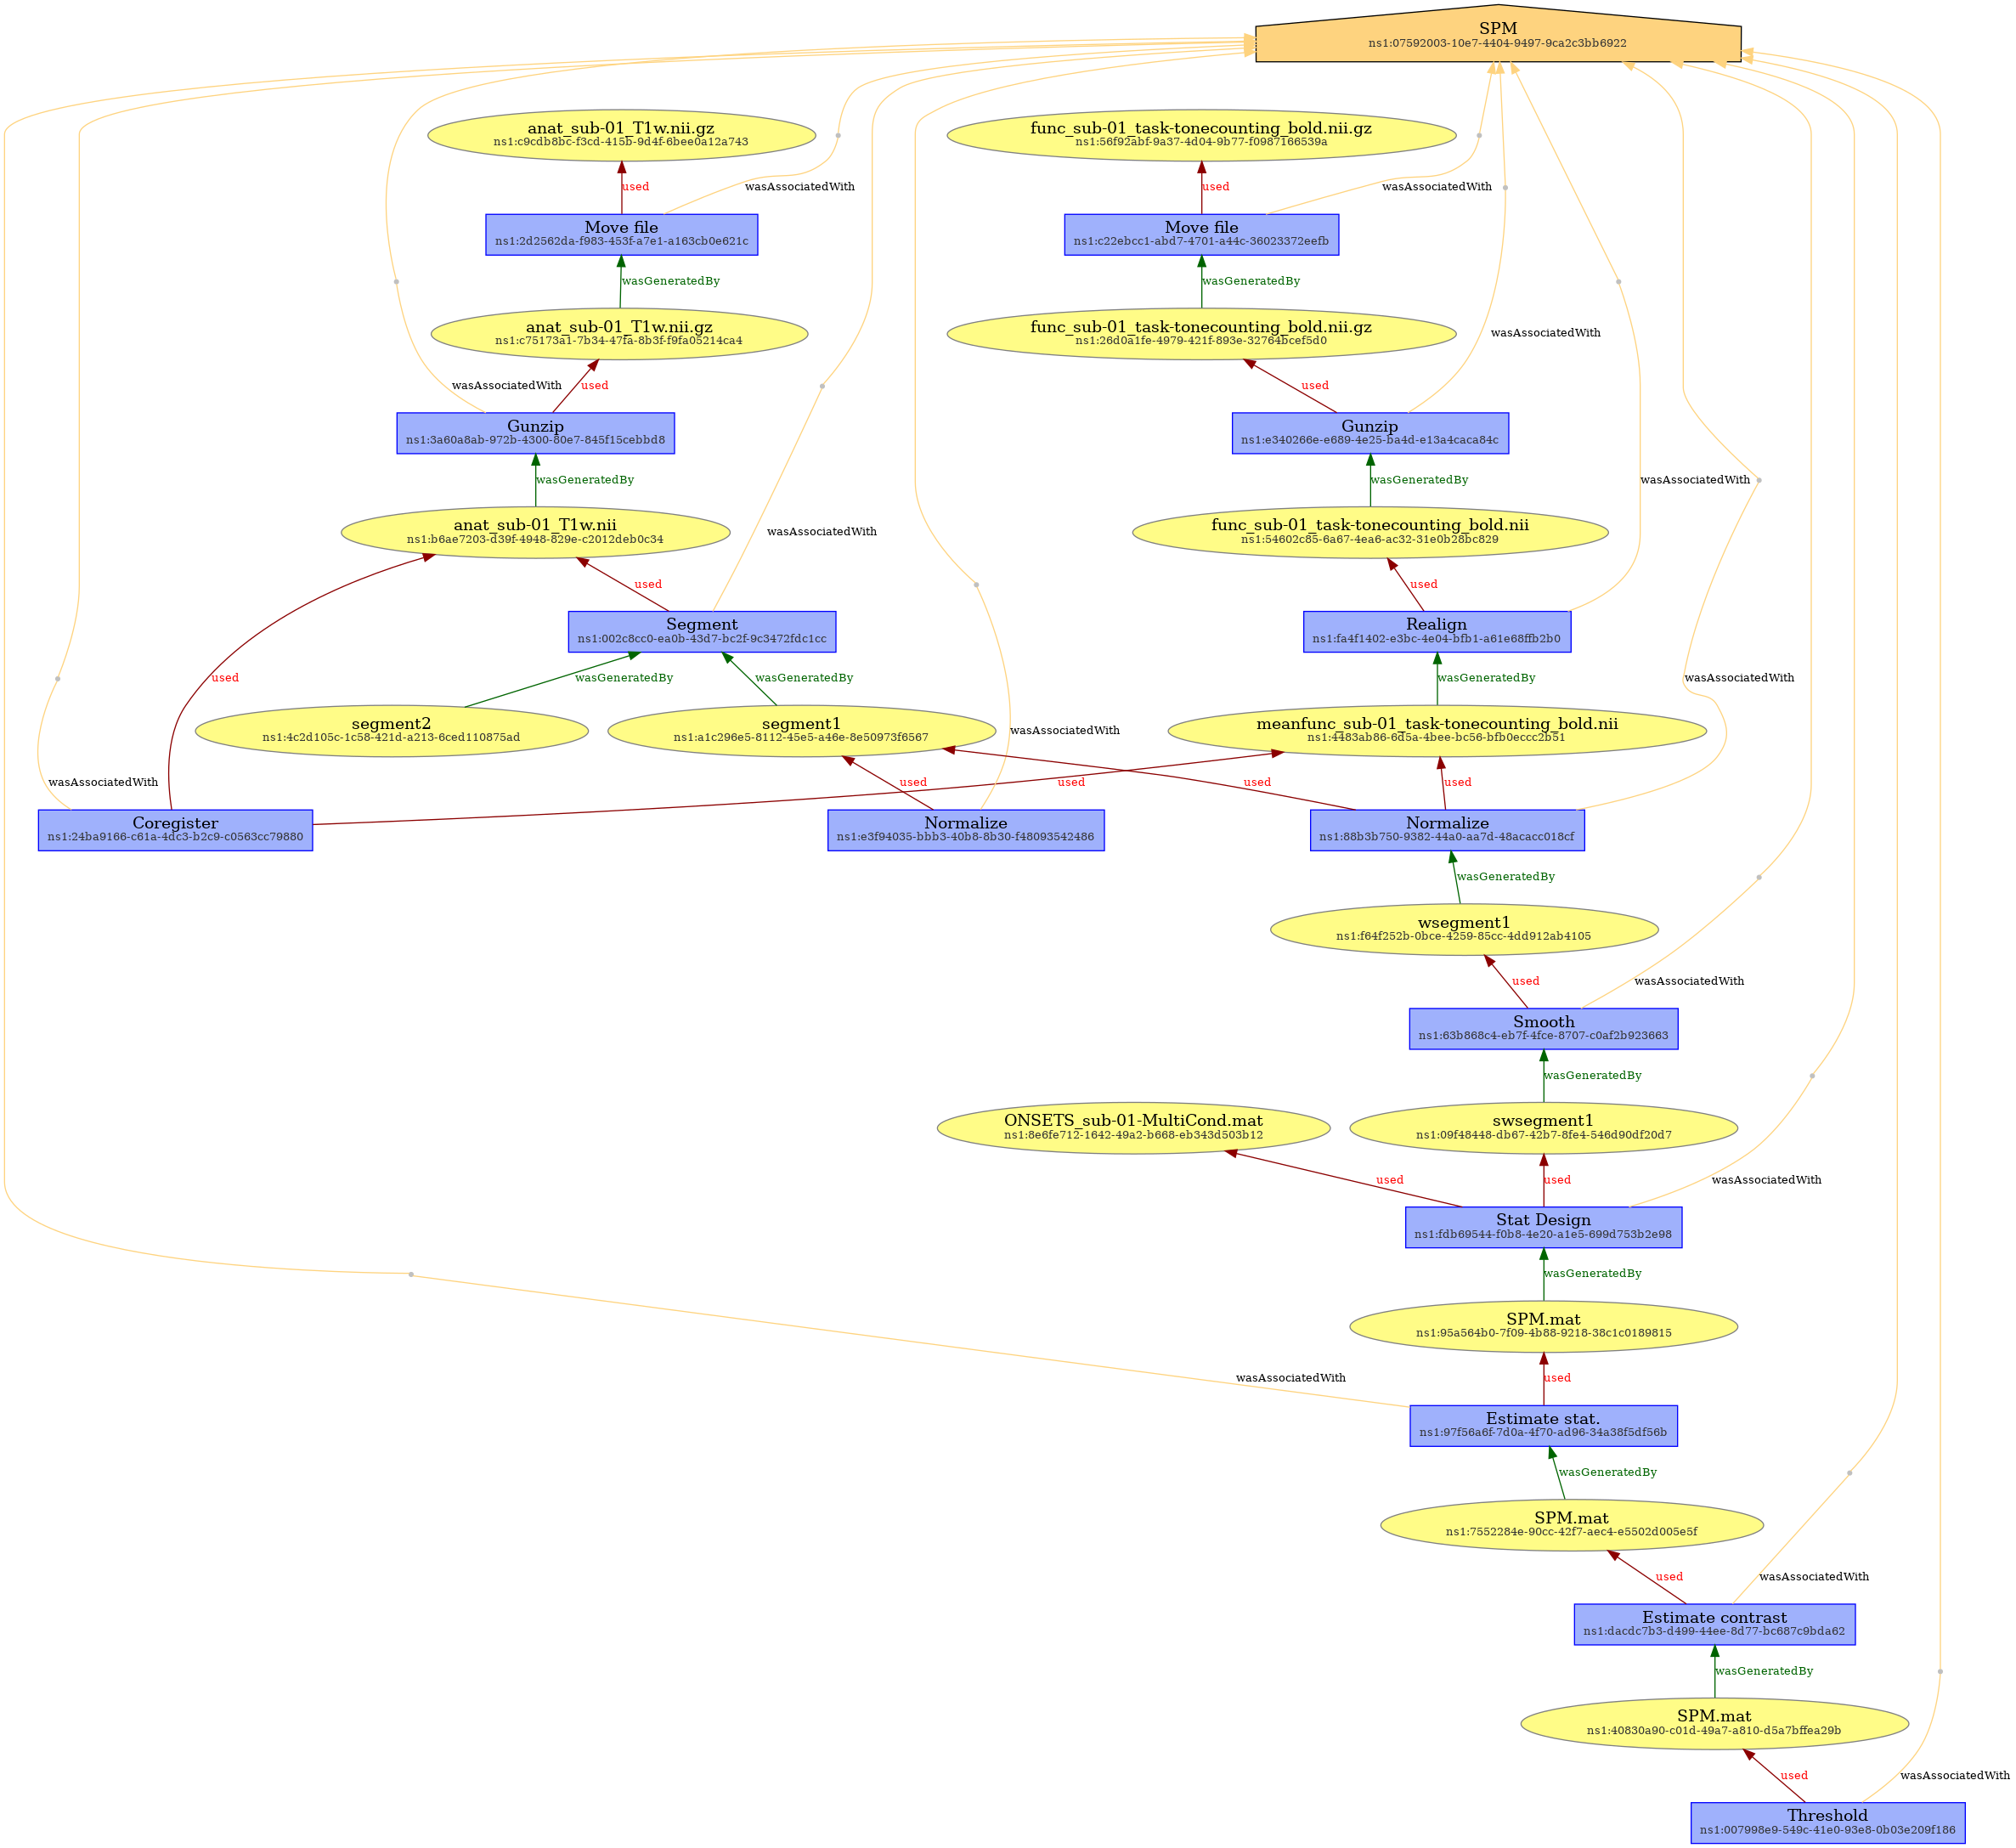 SPM
ns1:07592003-10e7-4404-9497-9ca2c3bb6922
anat_sub-01_T1w.nii.gz
ns1:c9cdb8bc-f3cd-415b-9d4f-6bee0a12a743
func_sub-01_task-tonecounting_bold.nii.gz
ns1:56f92abf-9a37-4d04-9b77-f0987166539a
used
wasAssociatedWith
used
wasAssociatedWith
Move file
ns1:2d2562da-f983-453f-a7e1-a163cb0e621c
Move file
ns1:c22ebcc1-abd7-4701-a44c-36023372eefb
wasGeneratedBy
wasGeneratedBy
anat_sub-01_T1w.nii.gz
ns1:c75173a1-7b34-47fa-8b3f-f9fa05214ca4
func_sub-01_task-tonecounting_bold.nii.gz
ns1:26d0a1fe-4979-421f-893e-32764bcef5d0
wasAssociatedWith
wasAssociatedWith
used
used
Gunzip
ns1:3a60a8ab-972b-4300-80e7-845f15cebbd8
Gunzip
ns1:e340266e-e689-4e25-ba4d-e13a4caca84c
wasGeneratedBy
wasGeneratedBy
wasAssociatedWith
anat_sub-01_T1w.nii
ns1:b6ae7203-d39f-4948-829e-c2012deb0c34
wasAssociatedWith
func_sub-01_task-tonecounting_bold.nii
ns1:54602c85-6a67-4ea6-ac32-31e0b28bc829
used
used
Segment
ns1:002c8cc0-ea0b-43d7-bc2f-9c3472fdc1cc
Realign
ns1:fa4f1402-e3bc-4e04-bfb1-a61e68ffb2b0
used
wasGeneratedBy
wasGeneratedBy
wasGeneratedBy
wasAssociatedWith
segment2
ns1:4c2d105c-1c58-421d-a213-6ced110875ad
segment1
ns1:a1c296e5-8112-45e5-a46e-8e50973f6567
wasAssociatedWith
meanfunc_sub-01_task-tonecounting_bold.nii
ns1:4483ab86-6d5a-4bee-bc56-bfb0eccc2b51
wasAssociatedWith
used
used
used
used
Coregister
ns1:24ba9166-c61a-4dc3-b2c9-c0563cc79880
Normalize
ns1:e3f94035-bbb3-40b8-8b30-f48093542486
Normalize
ns1:88b3b750-9382-44a0-aa7d-48acacc018cf
wasGeneratedBy
wsegment1
ns1:f64f252b-0bce-4259-85cc-4dd912ab4105
used
wasAssociatedWith
Smooth
ns1:63b868c4-eb7f-4fce-8707-c0af2b923663
wasGeneratedBy
ONSETS_sub-01-MultiCond.mat
ns1:8e6fe712-1642-49a2-b668-eb343d503b12
swsegment1
ns1:09f48448-db67-42b7-8fe4-546d90df20d7
used
used
wasAssociatedWith
Stat Design
ns1:fdb69544-f0b8-4e20-a1e5-699d753b2e98
wasGeneratedBy
SPM.mat
ns1:95a564b0-7f09-4b88-9218-38c1c0189815
wasAssociatedWith
used
Estimate stat.
ns1:97f56a6f-7d0a-4f70-ad96-34a38f5df56b
wasGeneratedBy
SPM.mat
ns1:7552284e-90cc-42f7-aec4-e5502d005e5f
used
wasAssociatedWith
Estimate contrast
ns1:dacdc7b3-d499-44ee-8d77-bc687c9bda62
wasGeneratedBy
SPM.mat
ns1:40830a90-c01d-49a7-a810-d5a7bffea29b
used
wasAssociatedWith
Threshold
ns1:007998e9-549c-41e0-93e8-0b03e209f186